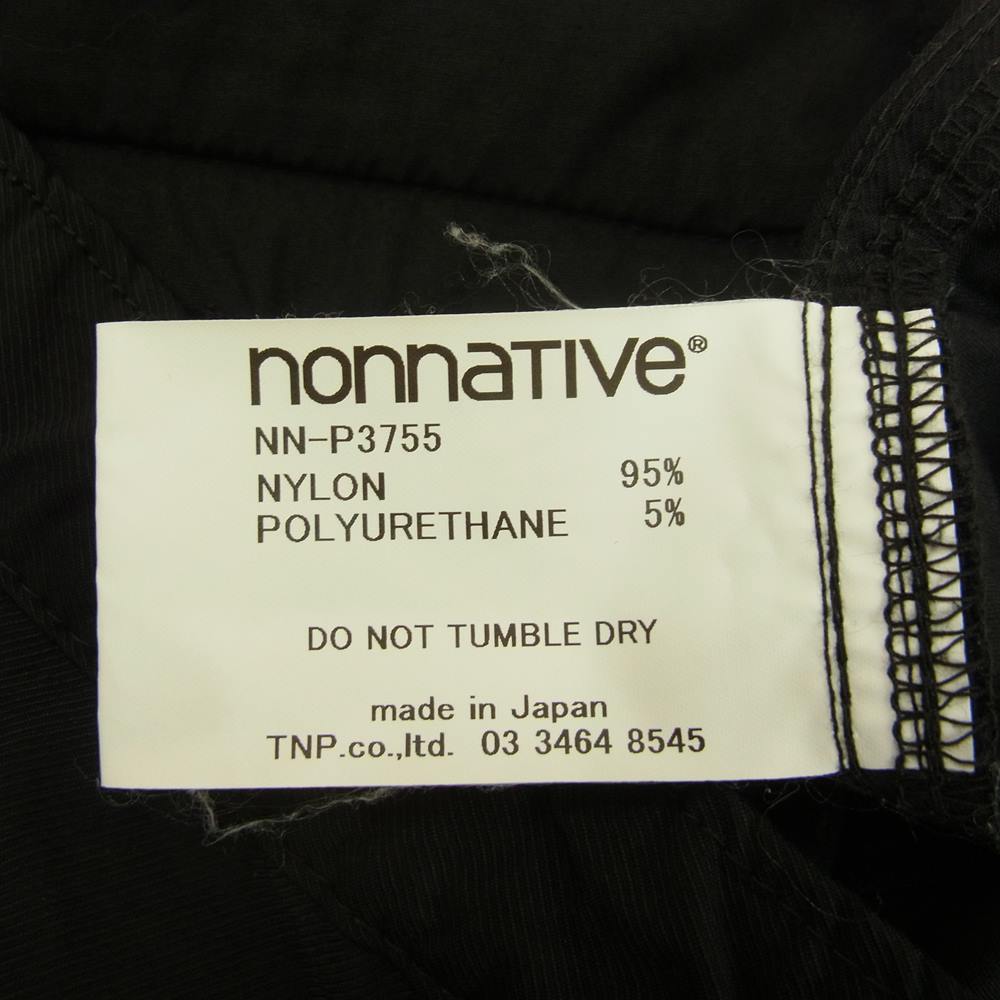 nonnative®
NN-P3755
NYLON 95%
POLYURETHANE 5%
DO NOT TUMBLE DRY
made in Japan
TNP.co.,ltd. 03 3464 8545